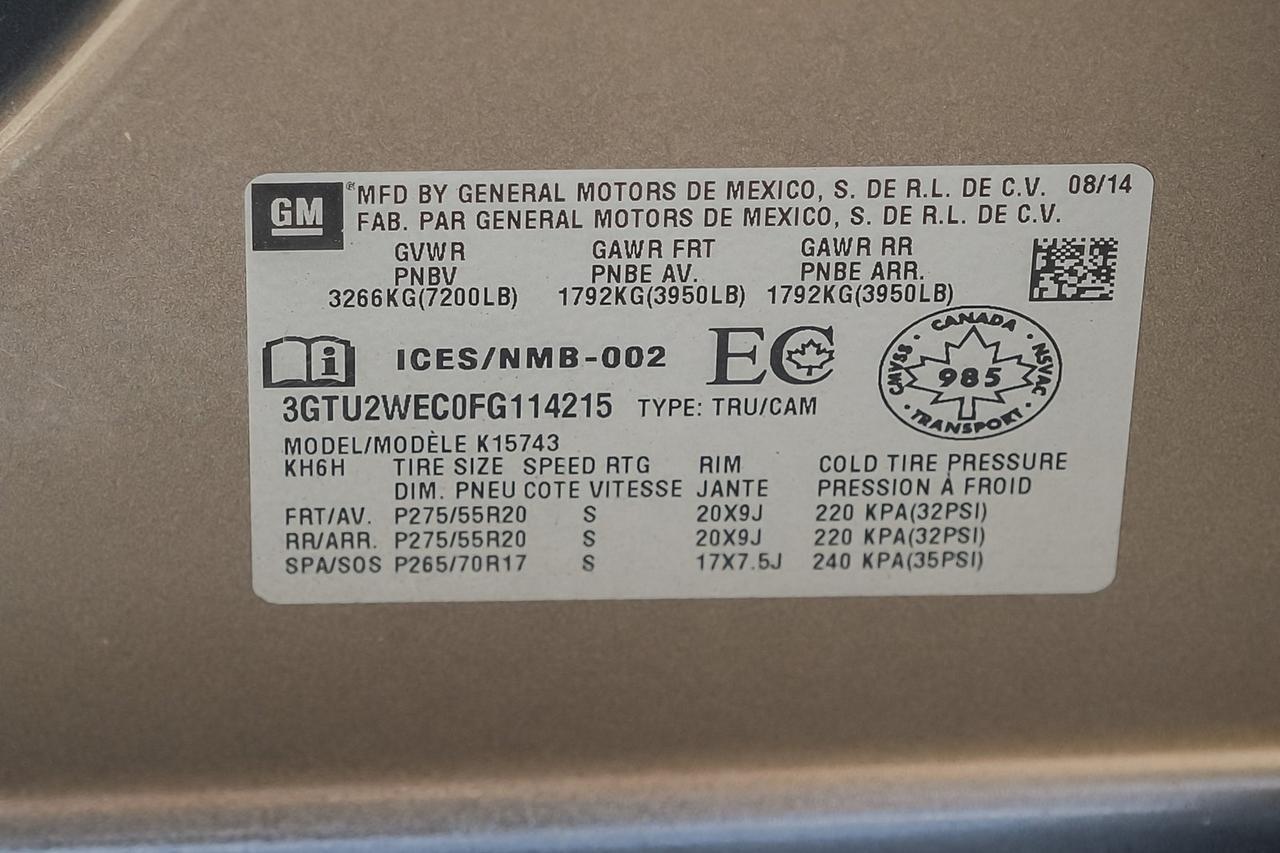 GM ® MFD BY GENERAL MOTORS DE MEXICO, S. DE R.L. DE C.V. 08/14
FAB. PAR GENERAL MOTORS DE MEXICO, S. DE R.L. DE C.V.
GVWR GAWR FRT GAWR RR
PNBV PNBE AV. PNBE ARR.
3266KG(7200LB) 1792KG(3950LB) 1792KG(3950LB)
i ICES/NMB-002 EC
CANADA
CMVSS 985 NSVAC
TRANSPORT
3GTU2WEC0FG114215 TYPE: TRU/CAM
MODEL/MODÈLE K15743
KH6H TIRE SIZE SPEED RTG RIM COLD TIRE PRESSURE
DIM. PNEU COTE VITESSE JANTE PRESSION À FROID
FRT/AV. P275/55R20 S 20X9J 220 KPA(32PSI)
RR/ARR. P275/55R20 S 20X9J 220 KPA(32PSI)
SPA/SOS P265/70R17 S 17X7.5J 240 KPA(35PSI)